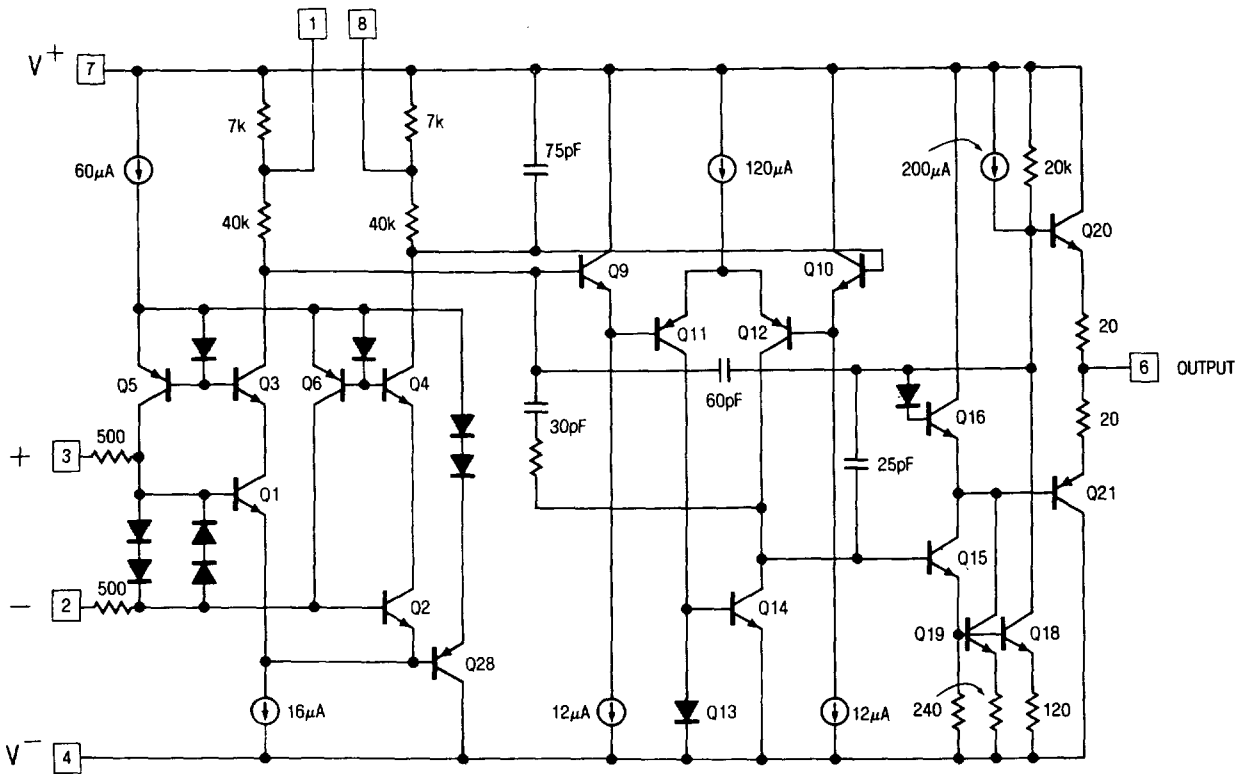 1 8
V+ 7
7k 7k
60µA 75pF 120µA 200µA 20k
40k 40k
Q20
Q9 Q10
20
Q11 Q12
6 OUTPUT
Q5 Q3 Q6 Q4
60pF
Q16
20
30pF
25pF
+ 3 500
Q1
Q21
Q15
- 2 500
Q2
Q14
Q19 Q18
Q28
16µA 12µA Q13 12µA 240 120
V- 4